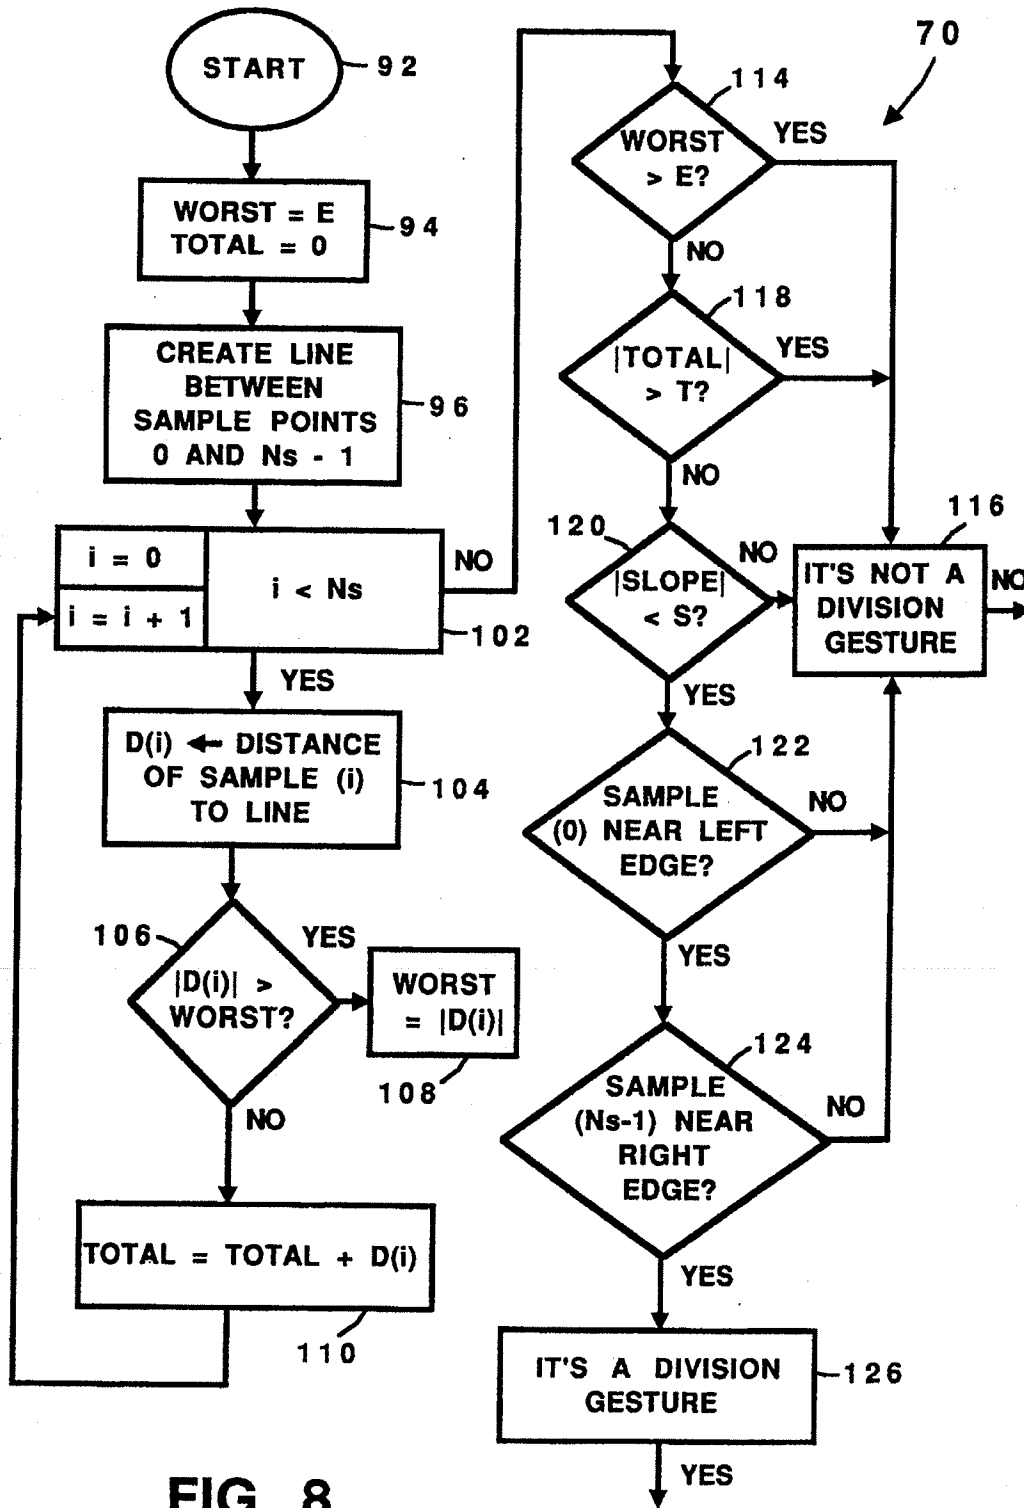 START
92
WORST = E
TOTAL = 0
94
CREATE LINE
BETWEEN
SAMPLE POINTS
0 AND Ns - 1
96
i = 0
i = i + 1
i < Ns
NO
102
YES
D(i) ← DISTANCE
OF SAMPLE (i)
TO LINE
104
106
|D(i)| >
WORST?
YES
WORST
= |D(i)|
108
NO
TOTAL = TOTAL + D(i)
110
70
114
WORST
> E?
YES
NO
118
|TOTAL|
> T?
YES
NO
120
|SLOPE|
< S?
NO
116
IT'S NOT A
DIVISION
GESTURE
NO
YES
122
SAMPLE
(0) NEAR LEFT
EDGE?
NO
YES
124
SAMPLE
(Ns-1) NEAR
RIGHT
EDGE?
NO
YES
IT'S A DIVISION
GESTURE
126
YES
FIG. 8